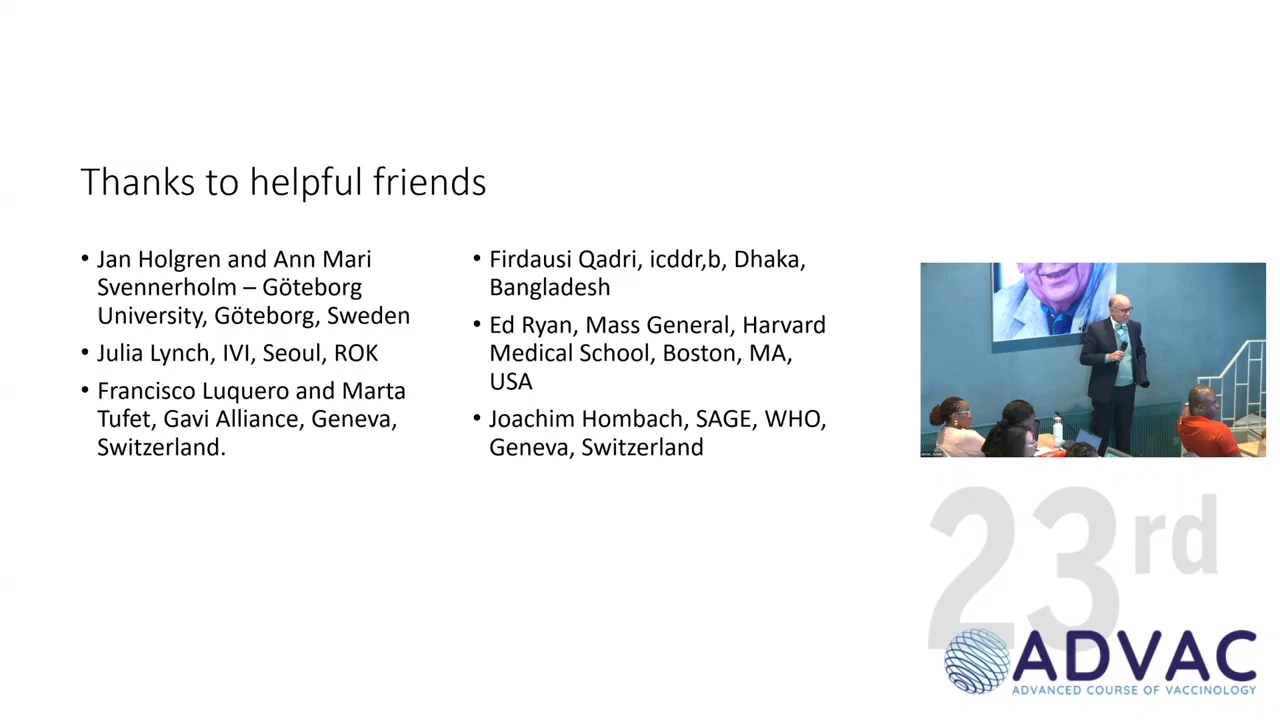 Thanks to helpful friends
• Jan Holgren and Ann Mari
Svennerholm – Göteborg
University, Göteborg, Sweden
• Julia Lynch, IVI, Seoul, ROK
• Francisco Luquero and Marta
Tufet, Gavi Alliance, Geneva,
Switzerland.
• Firdausi Qadri, icddr,b, Dhaka,
Bangladesh
• Ed Ryan, Mass General, Harvard
Medical School, Boston, MA,
USA
• Joachim Hombach, SAGE, WHO,
Geneva, Switzerland
23rd
ADVAC
ADVANCED COURSE OF VACCINOLOGY